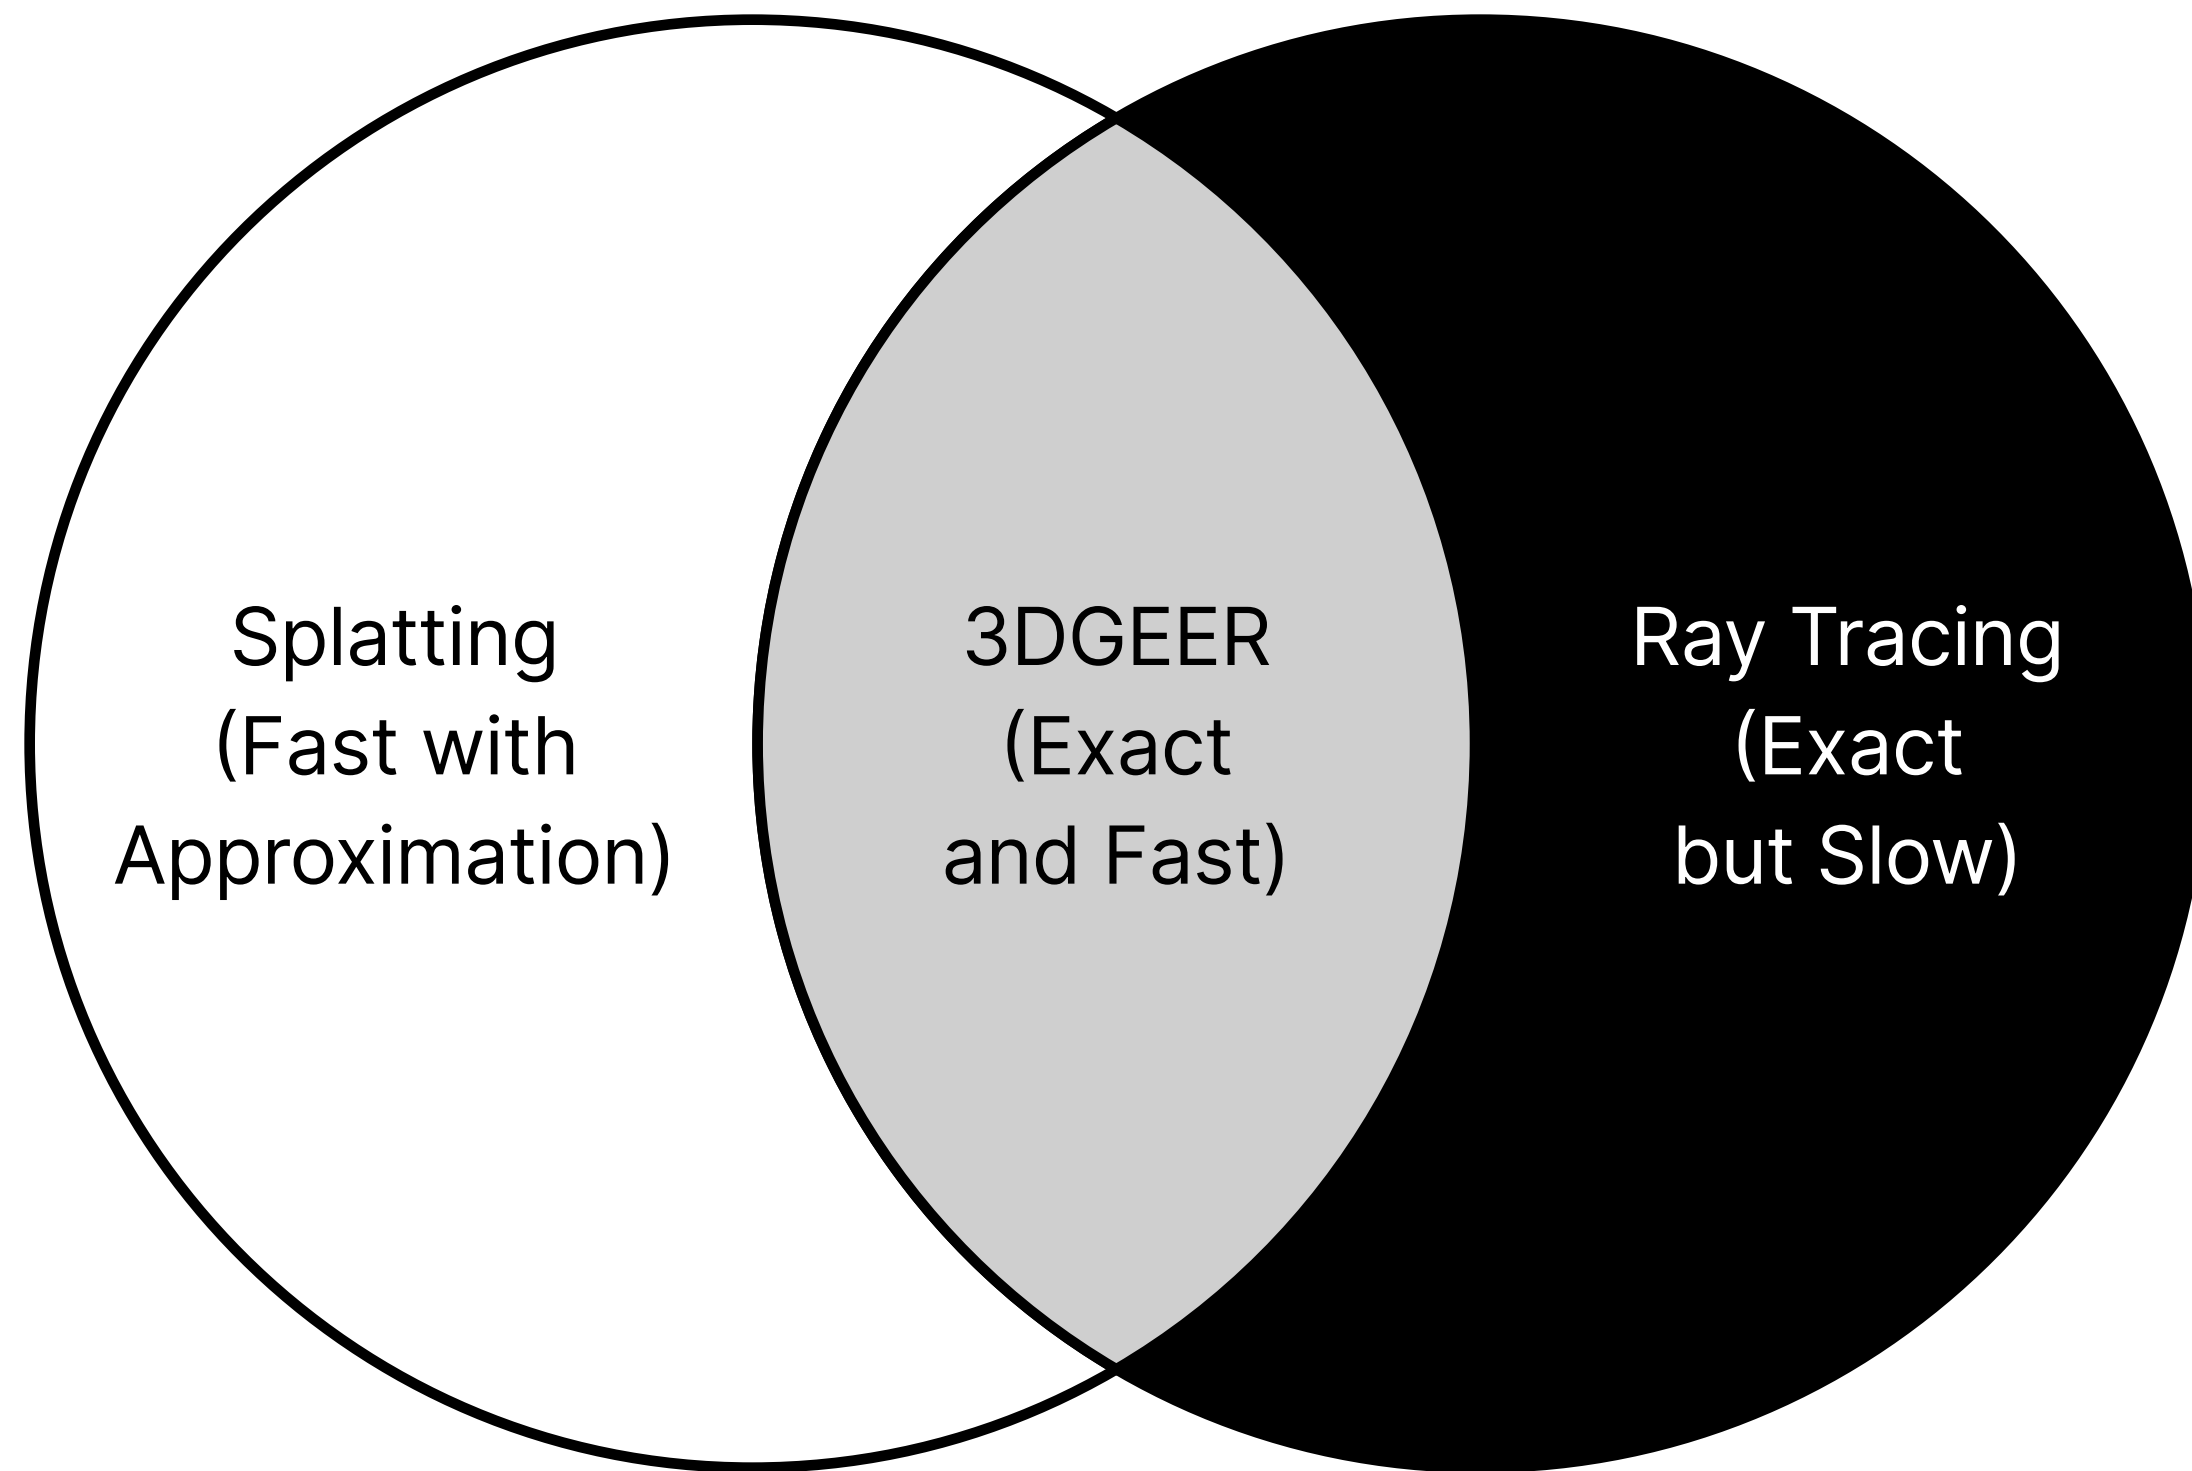 Splatting
(Fast with
Approximation)
3DGEER
(Exact
and Fast)
Ray Tracing
(Exact
but Slow)